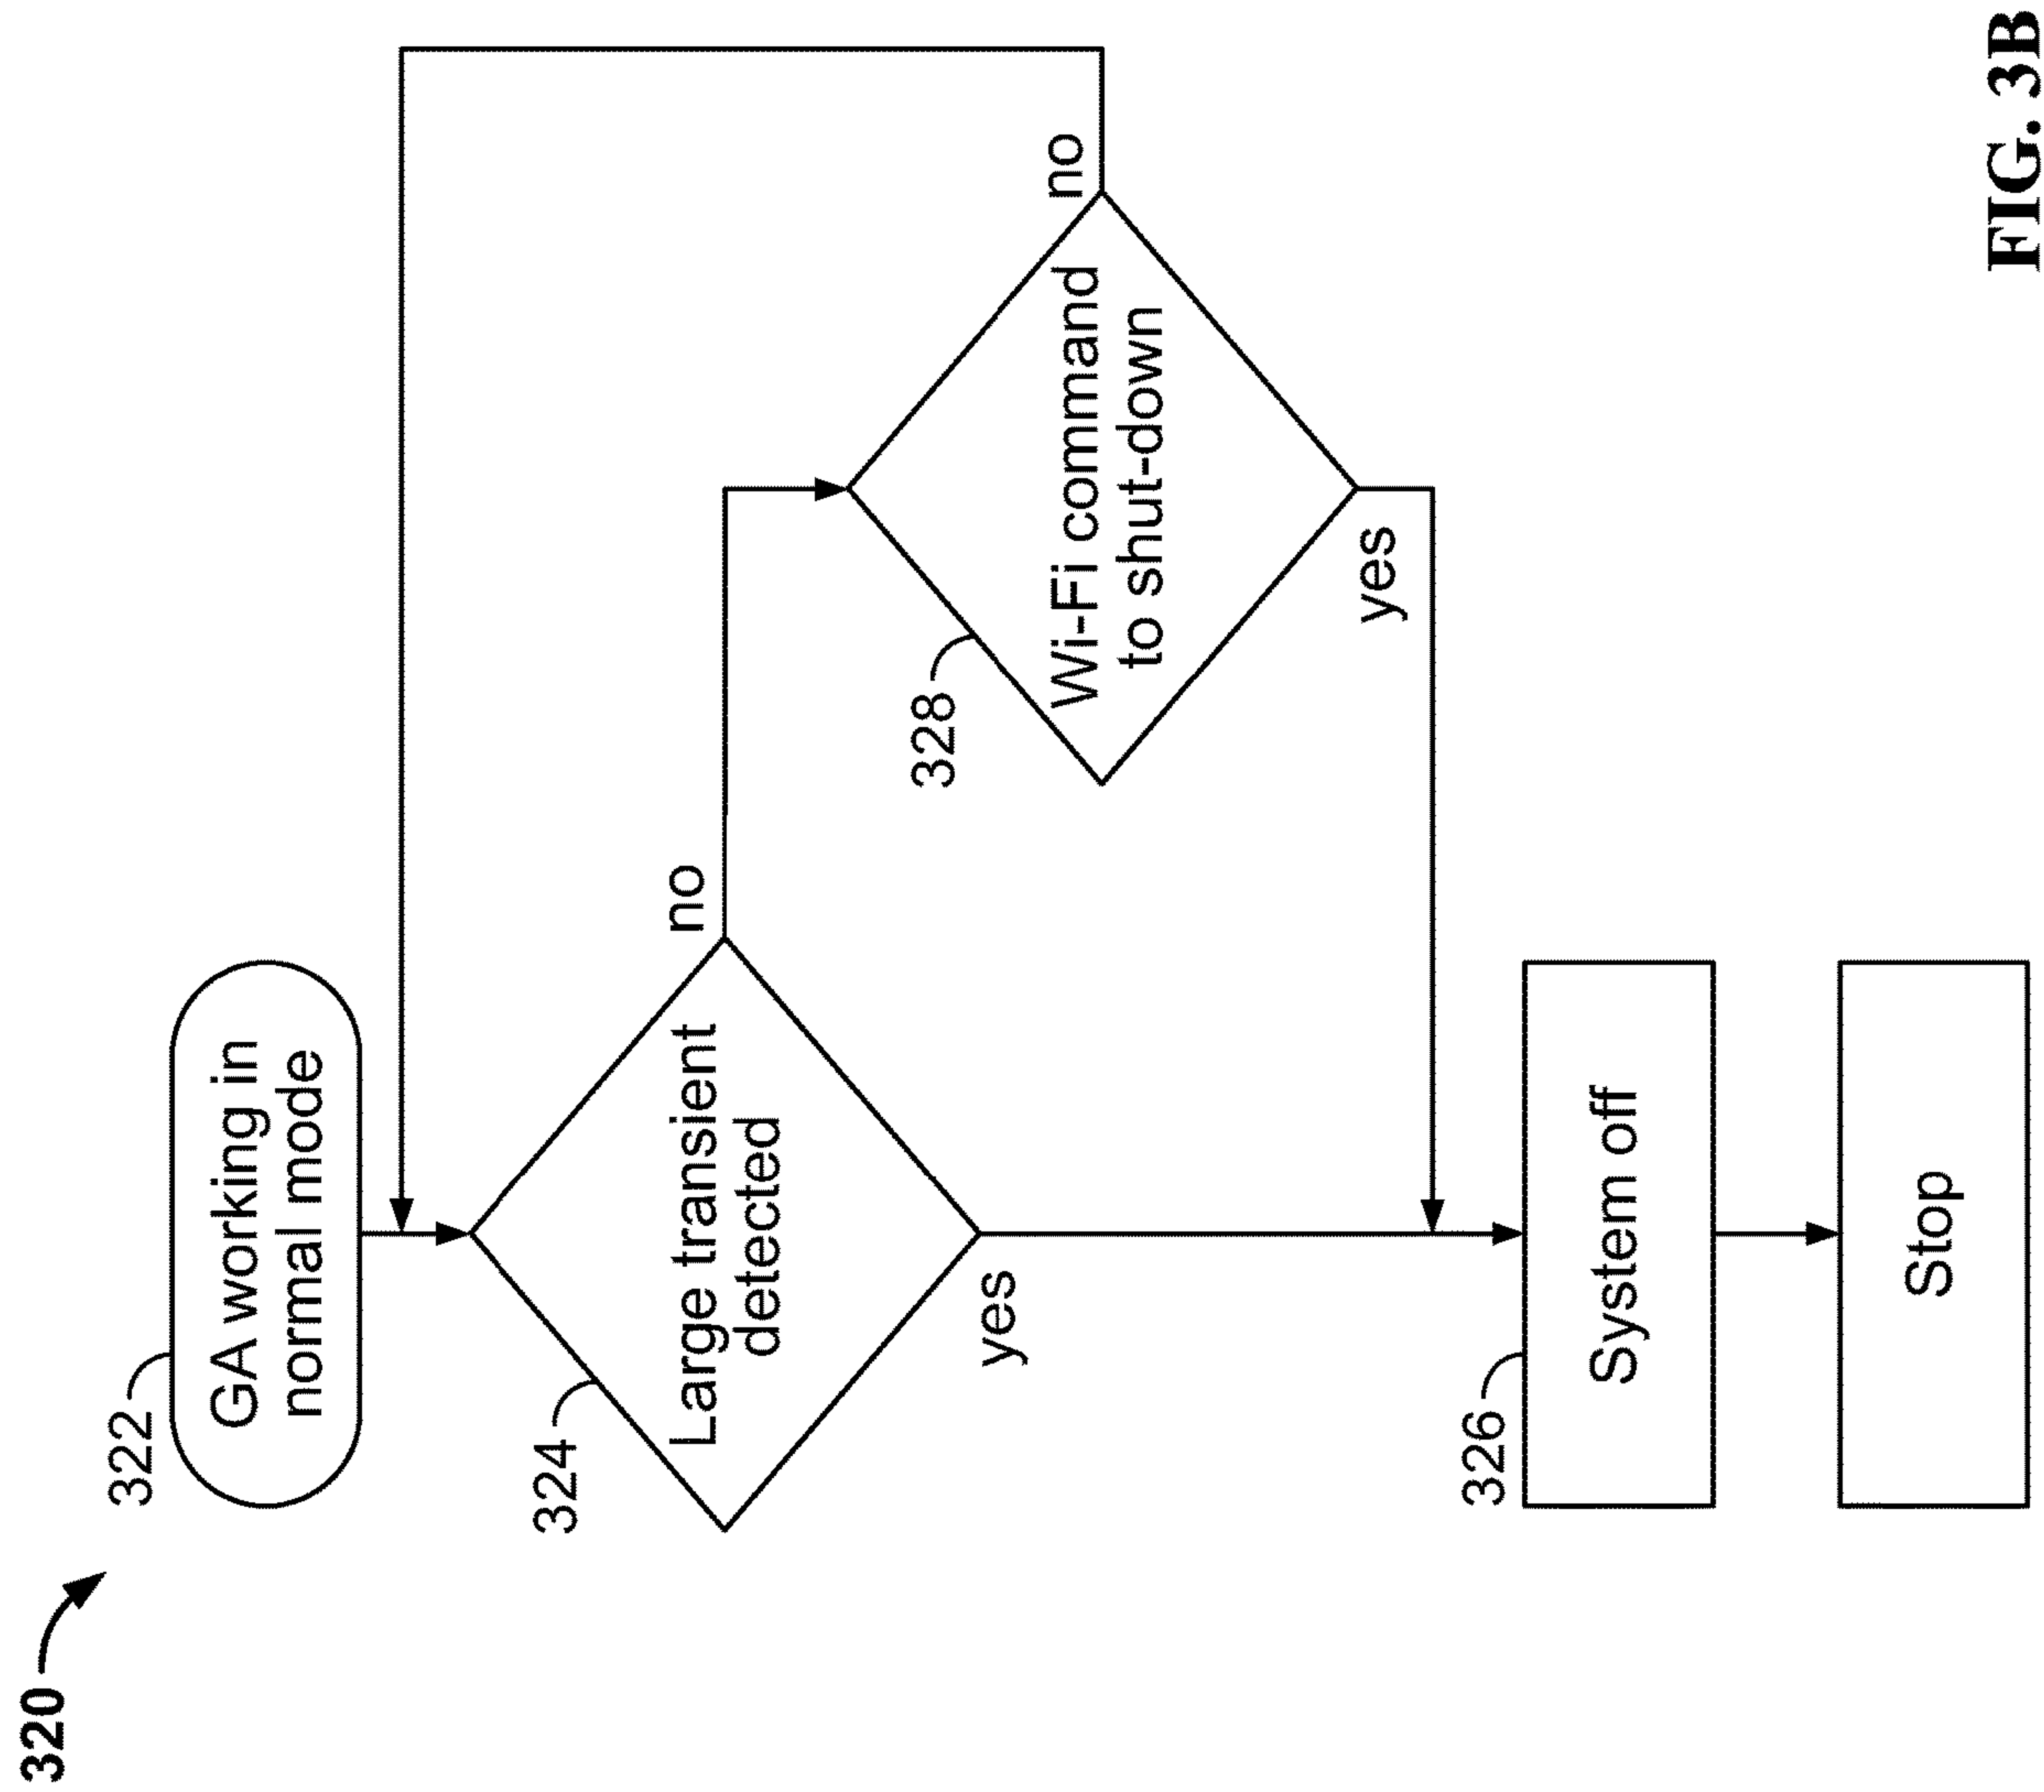 320
322
GA working in
normal mode
324
Large transient
detected
no
yes
328
Wi-Fi command
to shut-down
no
yes
326
System off
Stop
FIG. 3B